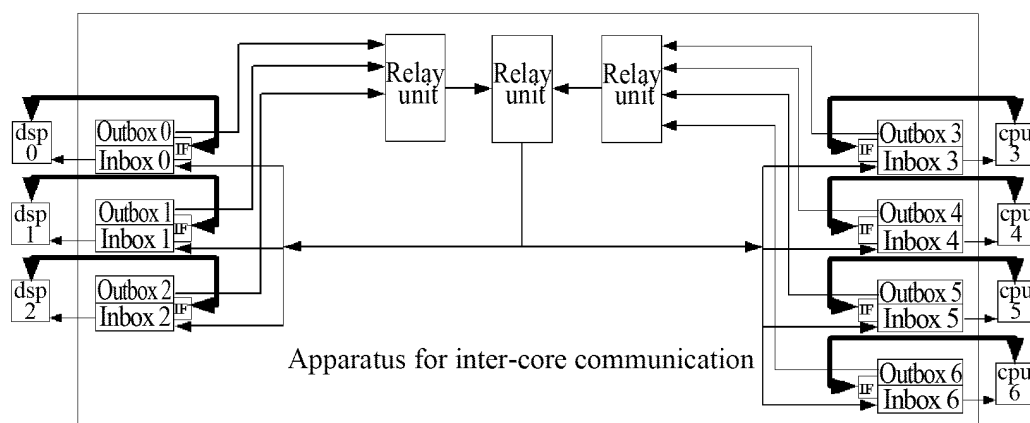 Relay
unit
Relay
unit
Relay
unit
dsp
0
Outbox 0
IF
Inbox 0
dsp
1
Outbox 1
IF
Inbox 1
dsp
2
Outbox 2
IF
Inbox 2
Outbox 3
IF
Inbox 3
cpu
3
Outbox 4
IF
Inbox 4
cpu
4
Outbox 5
IF
Inbox 5
cpu
5
Outbox 6
IF
Inbox 6
cpu
6
Apparatus for inter-core communication